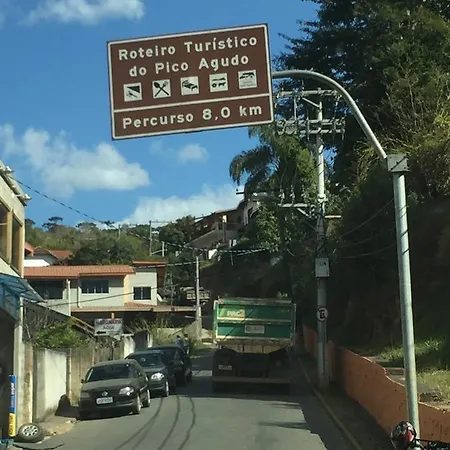 Roteiro Turístico
do Pico Agudo
Percurso 8,0 km